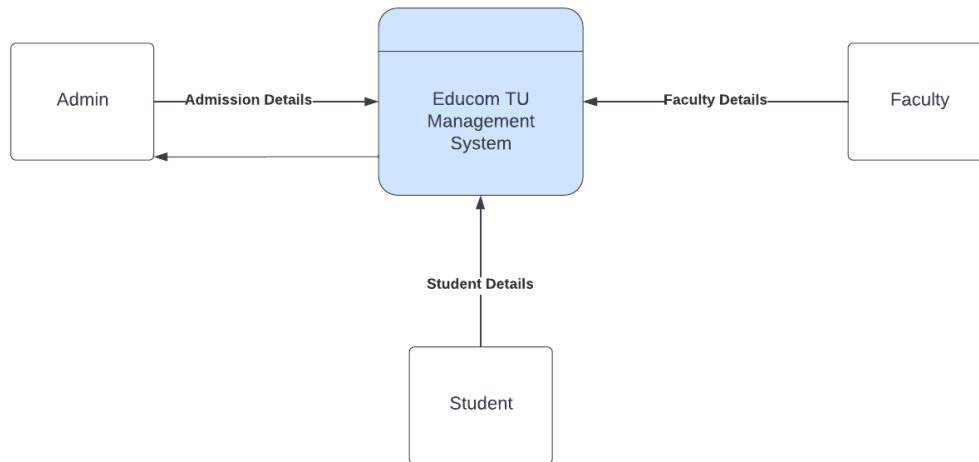 Admin
Admission Details
Educom TU
Management
System
Faculty Details
Faculty
Student Details
Student